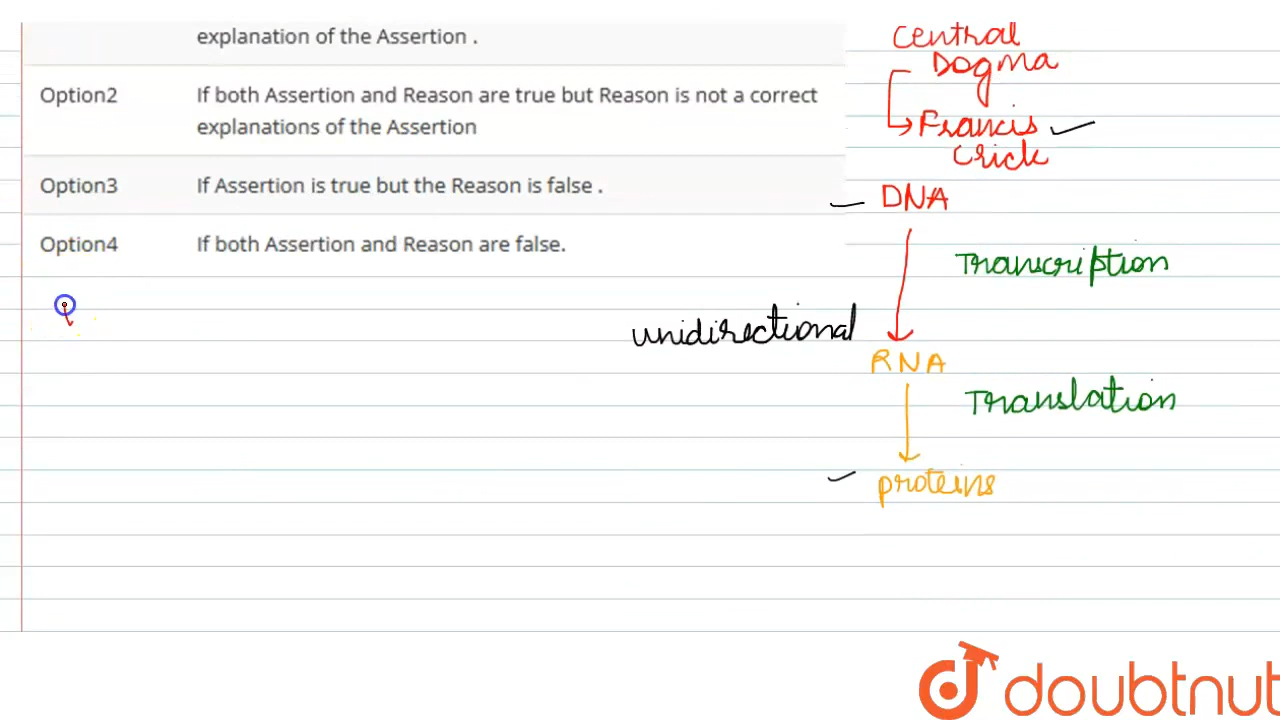 explanation of the Assertion .
Option2 If both Assertion and Reason are true but Reason is not a correct
explanations of the Assertion
Option3 If Assertion is true but the Reason is false .
Option4 If both Assertion and Reason are false.
Central
Dogma
Francis
Crick
DNA
Transcription
unidirectional
RNA
Translation
proteins
doubtnut